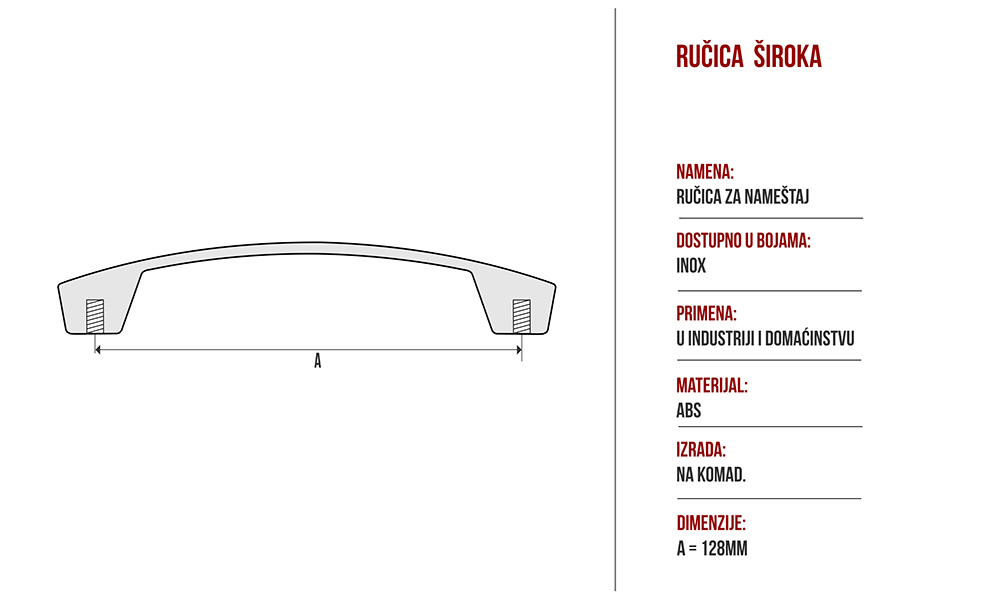 RUČICA ŠIROKA
NAMENA:
RUČICA ZA NAMEŠTAJ
DOSTUPNO U BOJAMA:
INOX
PRIMENA:
U INDUSTRIJI I DOMAĆINSTVU
MATERIJAL:
ABS
IZRADA:
NA KOMAD.
DIMENZIJE:
A = 128MM
A